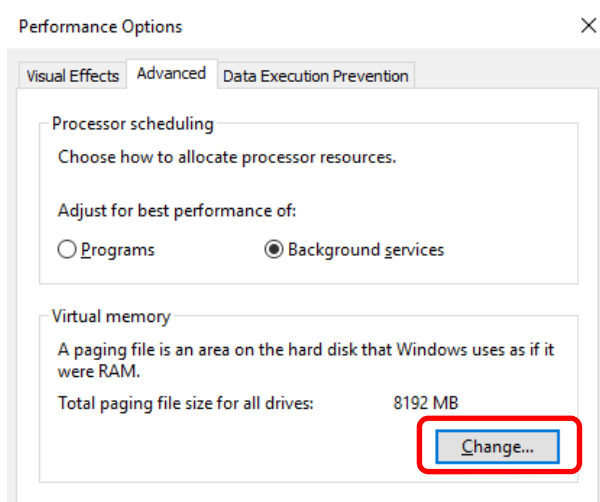 Performance Options
Visual Effects Advanced Data Execution Prevention
Processor scheduling
Choose how to allocate processor resources.
Adjust for best performance of:
Programs Background services
Virtual memory
A paging file is an area on the hard disk that Windows uses as if it
were RAM.
Total paging file size for all drives: 8192 MB
Change...